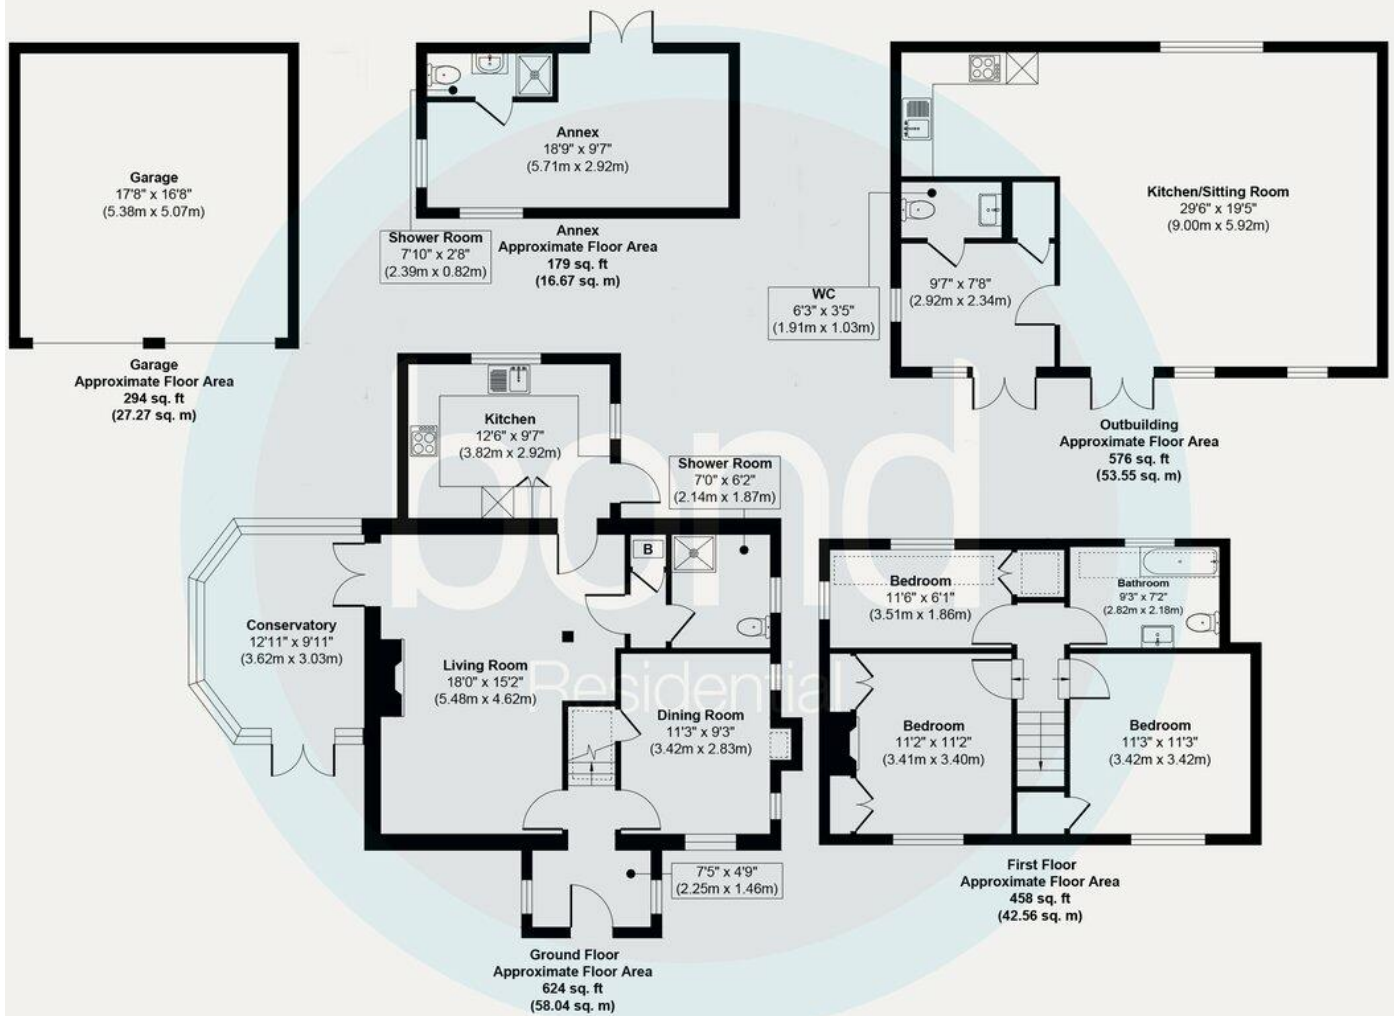 Garage
17'8" x 16'8"
(5.38m x 5.07m)
Garage
Approximate Floor Area
294 sq. ft
(27.27 sq. m)
Annex
18'9" x 9'7"
(5.71m x 2.92m)
Shower Room
7'10" x 2'8"
(2.39m x 0.82m)
Annex
Approximate Floor Area
179 sq. ft
(16.67 sq. m)
Kitchen/Sitting Room
29'6" x 19'5"
(9.00m x 5.92m)
9'7" x 7'8"
(2.92m x 2.34m)
WC
6'3" x 3'5"
(1.91m x 1.03m)
Outbuilding
Approximate Floor Area
576 sq. ft
(53.55 sq. m)
Kitchen
12'6" x 9'7"
(3.82m x 2.92m)
Shower Room
7'0" x 6'2"
(2.14m x 1.87m)
B
Conservatory
12'11" x 9'11"
(3.62m x 3.03m)
Living Room
18'0" x 15'2"
(5.48m x 4.62m)
Dining Room
11'3" x 9'3"
(3.42m x 2.83m)
7'5" x 4'9"
(2.25m x 1.46m)
Ground Floor
Approximate Floor Area
624 sq. ft
(58.04 sq. m)
Bedroom
11'6" x 6'1"
(3.51m x 1.86m)
Bathroom
9'3" x 7'2"
(2.82m x 2.18m)
Bedroom
11'2" x 11'2"
(3.41m x 3.40m)
Bedroom
11'3" x 11'3"
(3.42m x 3.42m)
First Floor
Approximate Floor Area
458 sq. ft
(42.56 sq. m)
bond
Residential